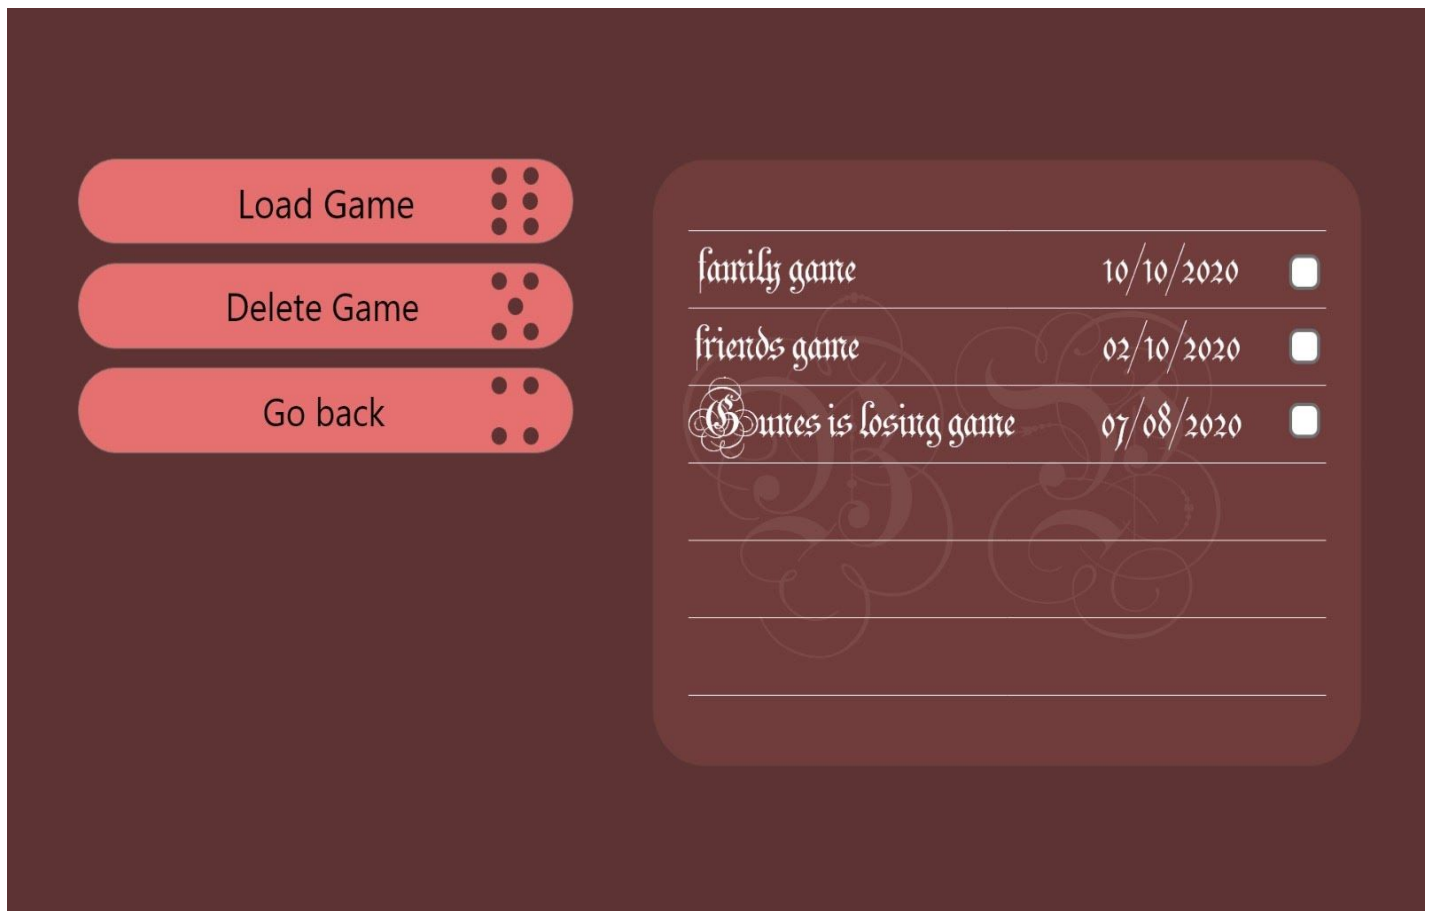 Load Game
Delete Game
Go back
family game 10/10/2020
friends game 02/10/2020
Gunes is losing game 07/08/2020